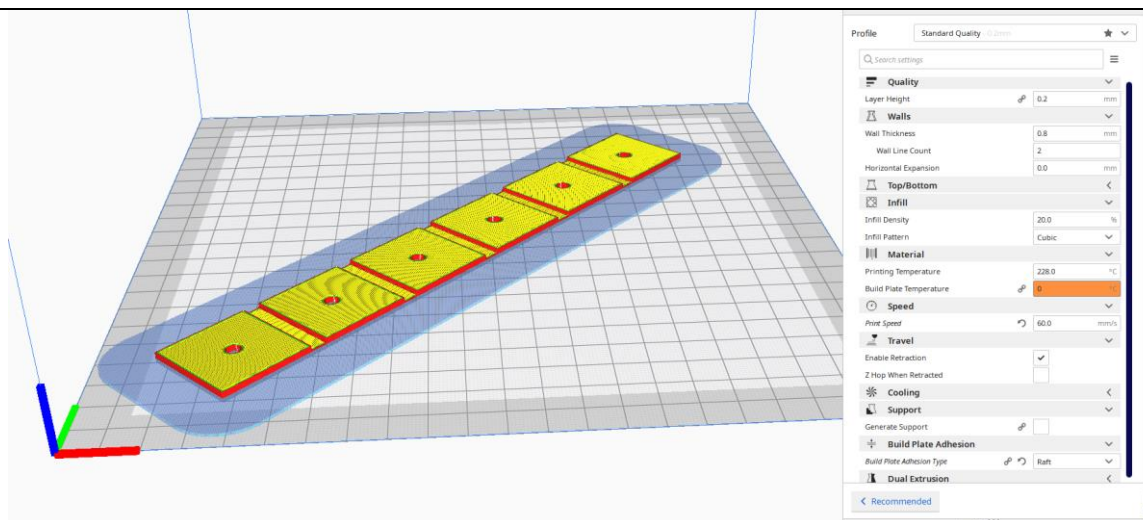 Profile Standard Quality - 0.2mm
Search settings
Quality
Layer Height 0.2 mm
Walls
Wall Thickness 0.8 mm
Wall Line Count 2
Horizontal Expansion 0.0 mm
Top/Bottom
Infill
Infill Density 20.0 %
Infill Pattern Cubic
Material
Printing Temperature 228.0 °C
Build Plate Temperature 0 °C
Speed
Print Speed 60.0 mm/s
Travel
Enable Retraction
Z Hop When Retracted
Cooling
Support
Generate Support
Build Plate Adhesion
Build Plate Adhesion Type Raft
Dual Extrusion
Recommended